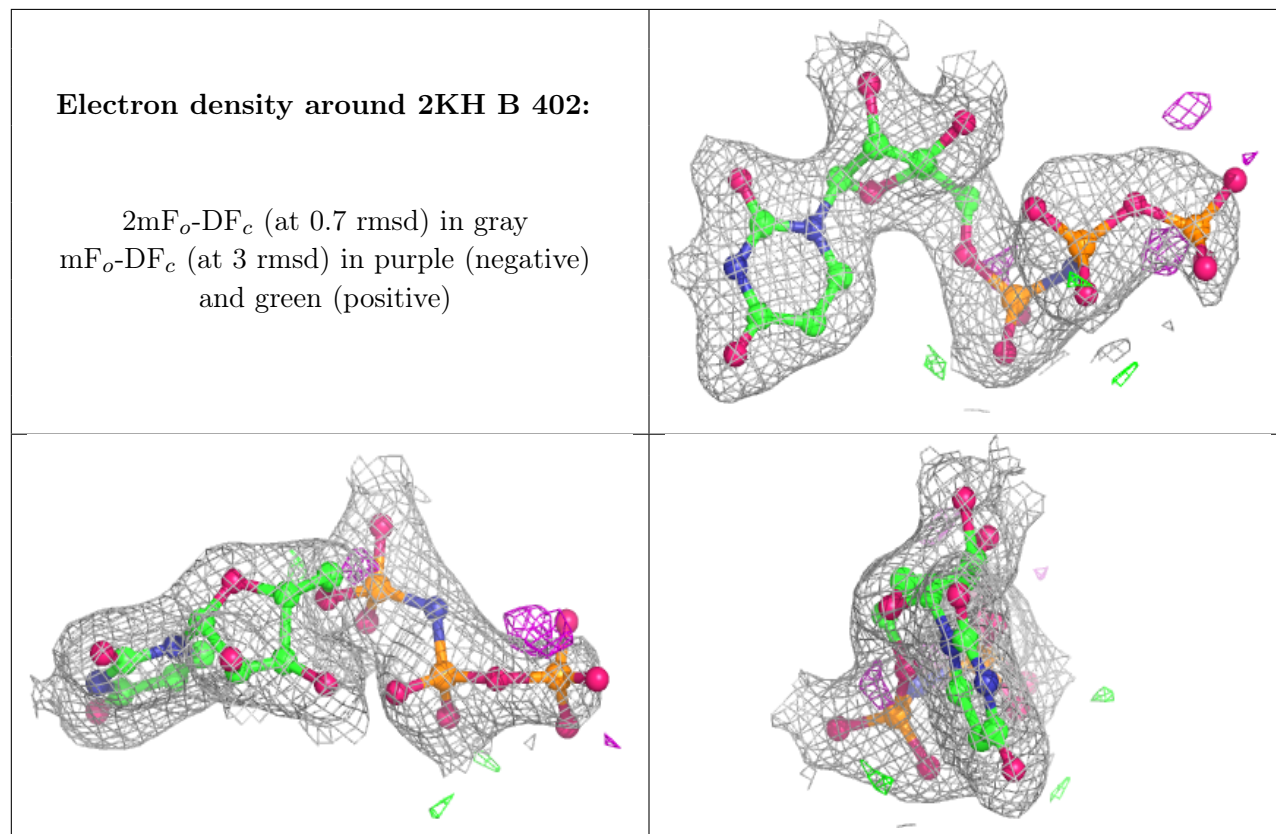 Electron density around 2KH B 402:
2mFo-DFc (at 0.7 rmsd) in gray
mFo-DFc (at 3 rmsd) in purple (negative)
and green (positive)